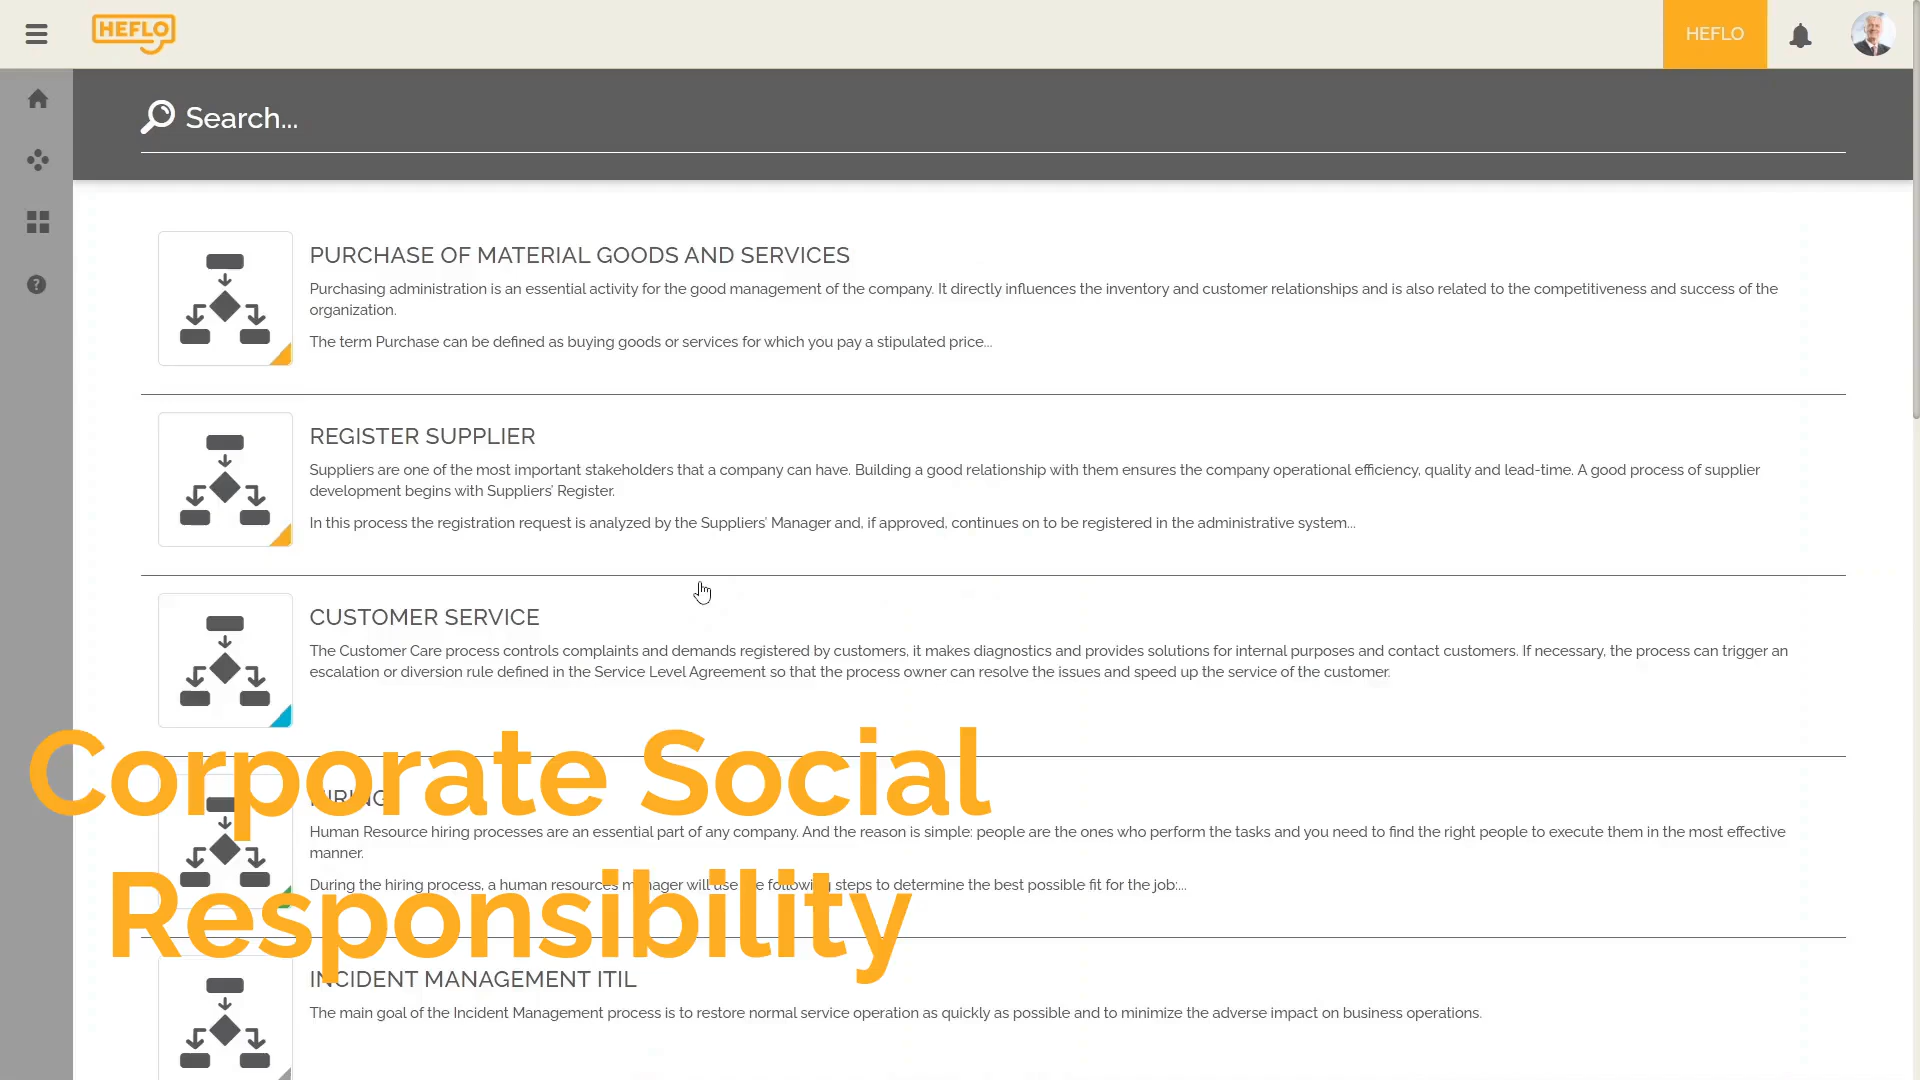 HEFLO
HEFLO
Search...
PURCHASE OF MATERIAL GOODS AND SERVICES
Purchasing administration is an essential activity for the good management of the company. It directly influences the inventory and customer relationships and is also related to the competitiveness and success of the
organization.
The term Purchase can be defined as buying goods or services for which you pay a stipulated price...
REGISTER SUPPLIER
Suppliers are one of the most important stakeholders that a company can have. Building a good relationship with them ensures the company operational efficiency, quality and lead-time. A good process of supplier
development begins with Suppliers' Register.
In this process the registration request is analyzed by the Suppliers' Manager and, if approved, continues on to be registered in the administrative system...
CUSTOMER SERVICE
The Customer Care process controls complaints and demands registered by customers, it makes diagnostics and provides solutions for internal purposes and contact customers. If necessary, the process can trigger an
escalation or diversion rule defined in the Service Level Agreement so that the process owner can resolve the issues and speed up the service of the customer.
Corporate Social
HIRING
Human Resource hiring processes are an essential part of any company. And the reason is simple: people are the ones who perform the tasks and you need to find the right people to execute them in the most effective
manner.
During the hiring process, a human resources manager will use the following steps to determine the best possible fit for the job:...
Responsibility
INCIDENT MANAGEMENT ITIL
The main goal of the Incident Management process is to restore normal service operation as quickly as possible and to minimize the adverse impact on business operations.